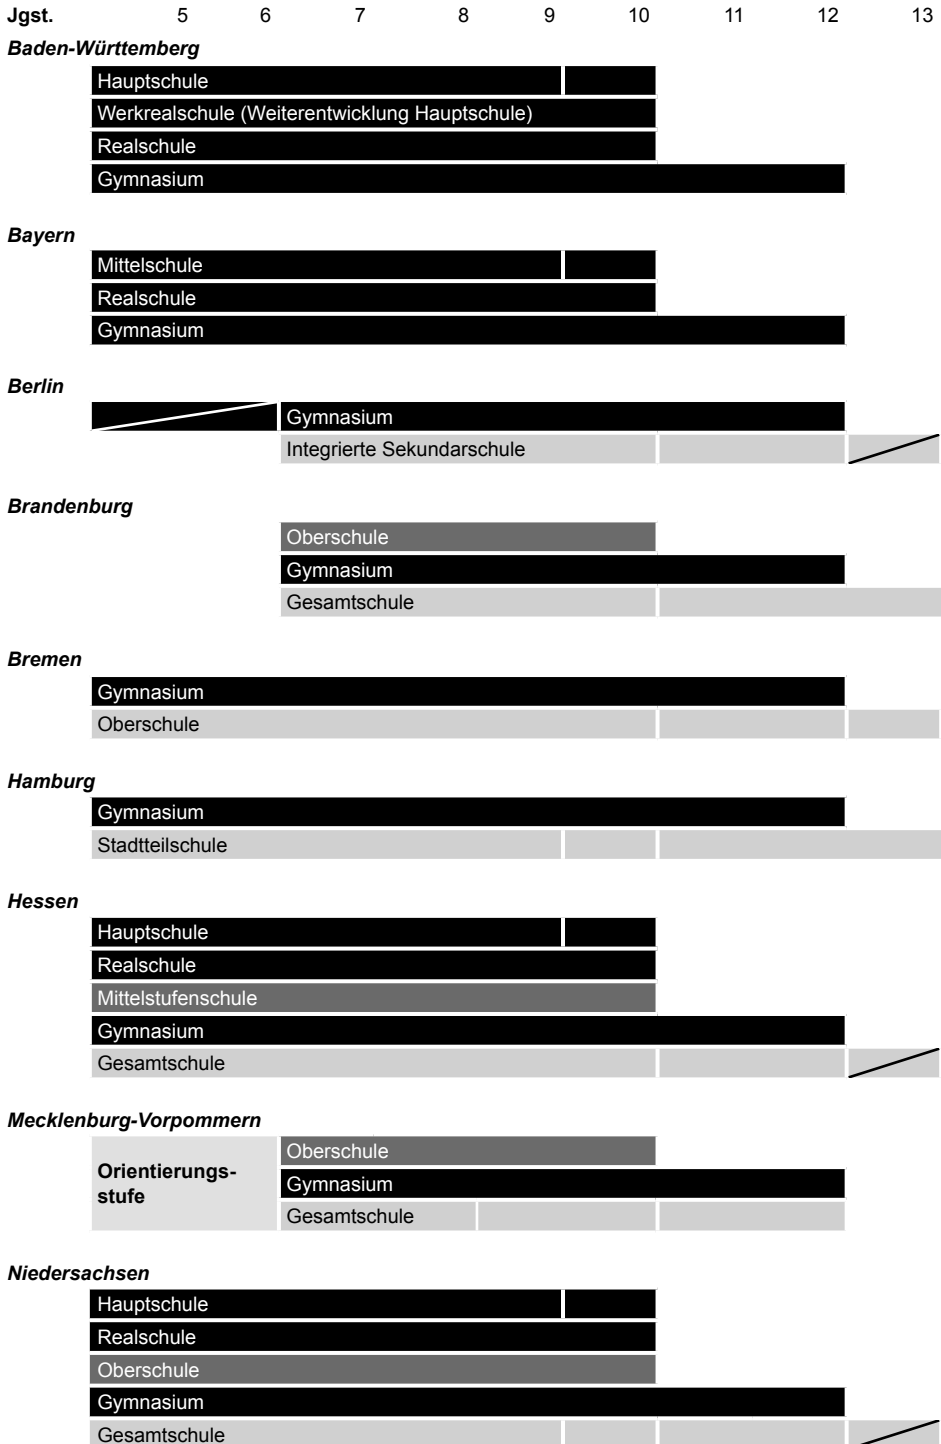 Jgst. 5 6 7 8 9 10 11 12 13
Baden-Württemberg
Hauptschule
Werkrealschule (Weiterentwicklung Hauptschule)
Realschule
Gymnasium
Bayern
Mittelschule
Realschule
Gymnasium
Berlin
Gymnasium
Integrierte Sekundarschule
Brandenburg
Oberschule
Gymnasium
Gesamtschule
Bremen
Gymnasium
Oberschule
Hamburg
Gymnasium
Stadtteilschule
Hessen
Hauptschule
Realschule
Mittelstufenschule
Gymnasium
Gesamtschule
Mecklenburg-Vorpommern
Orientierungs-
stufe
Oberschule
Gymnasium
Gesamtschule
Niedersachsen
Hauptschule
Realschule
Oberschule
Gymnasium
Gesamtschule